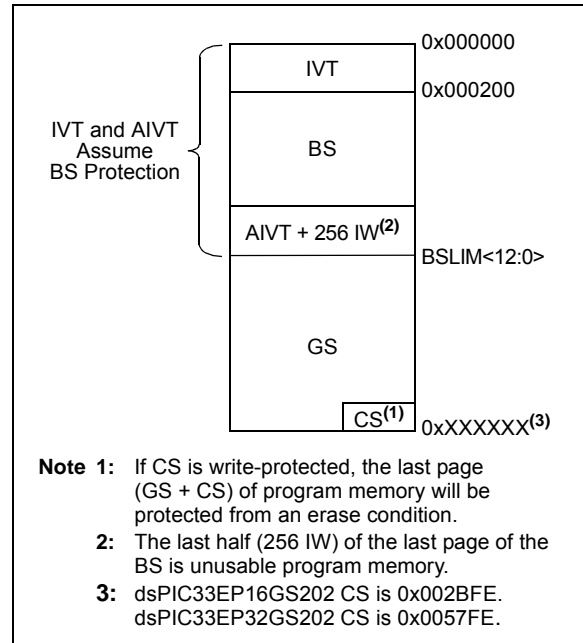 0x000000
IVT
0x000200
IVT and AIVT
Assume
BS Protection
BS
AIVT + 256 IW(2)
BSLIM<12:0>
GS
CS(1)
0xXXXXXX(3)
Note 1: If CS is write-protected, the last page
(GS + CS) of program memory will be
protected from an erase condition.
2: The last half (256 IW) of the last page of the
BS is unusable program memory.
3: dsPIC33EP16GS202 CS is 0x002BFE.
dsPIC33EP32GS202 CS is 0x0057FE.